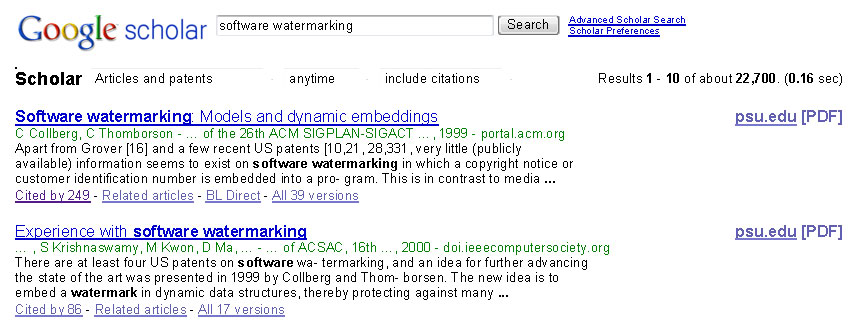 Google scholar software watermarking Search Advanced Scholar Search
Scholar Preferences
Scholar Articles and patents anytime include citations Results 1 - 10 of about 22,700. (0.16 sec)
Software watermarking: Models and dynamic embeddings psu.edu [PDF]
C Collberg, C Thomborson - ... of the 26th ACM SIGPLAN-SIGACT ... , 1999 - portal.acm.org
Apart from Grover [16] and a few recent US patents [10,21, 28,331, very little (publicly
available) information seems to exist on software watermarking in which a copyright notice or
customer identification number is embedded into a pro- gram. This is in contrast to media ...
Cited by 249 - Related articles - BL Direct - All 39 versions
Experience with software watermarking psu.edu [PDF]
... , S Krishnaswamy, M Kwon, D Ma, ... - ... of ACSAC, 16th ... , 2000 - doi.ieeecomputersociety.org
There are at least four US patents on software wa- termarking, and an idea for further advancing
the state of the art was presented in 1999 by Collberg and Thom- borsen. The new idea is to
embed a watermark in dynamic data structures, thereby protecting against many ...
Cited by 86 - Related articles - All 17 versions